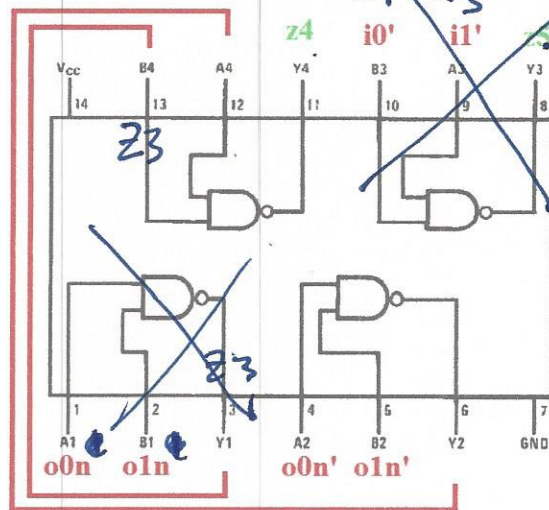 z4 i0' i1' z5
Vcc B4 A4 Y4 B3 A3 Y3
14 13 12 11 10 9 8
Z3
Z3
1 2 3 4 5 6 7
A1 B1 Y1 A2 B2 Y2 GND
o0n o1n o0n' o1n'